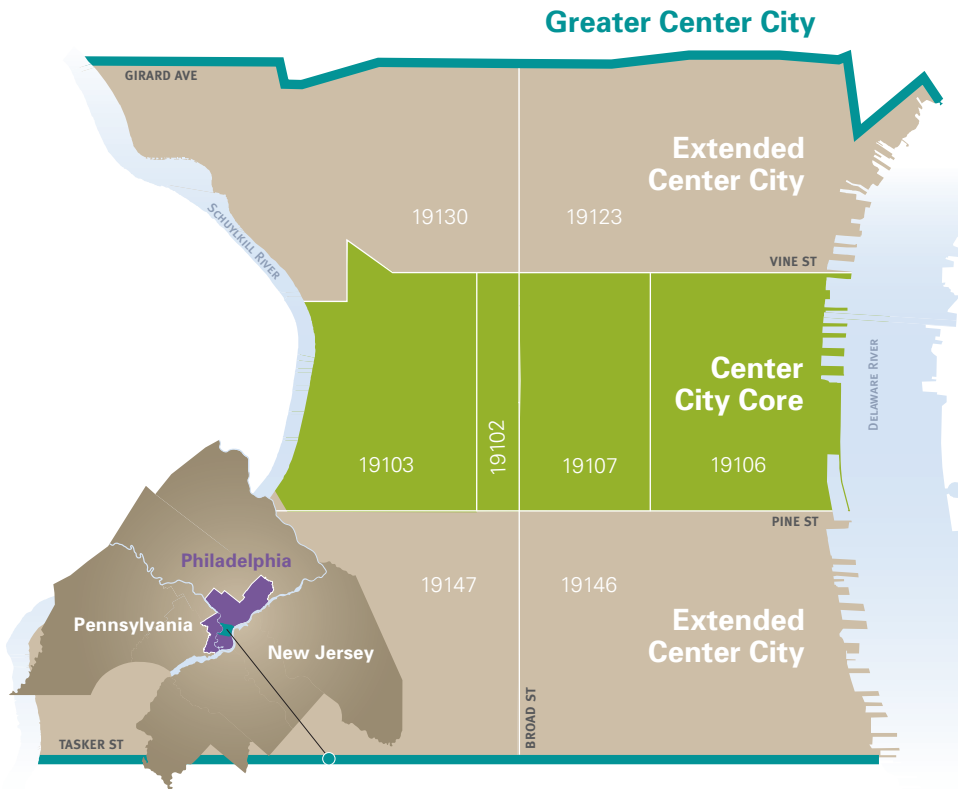 Greater Center City
GIRARD AVE
Extended
Center City
19130
19123
SCHUYLKILL RIVER
VINE ST
Center
City Core
DELAWARE RIVER
19103
19102
19107
19106
PINE ST
Philadelphia
19147
19146
Pennsylvania
New Jersey
Extended
Center City
BROAD ST
TASKER ST